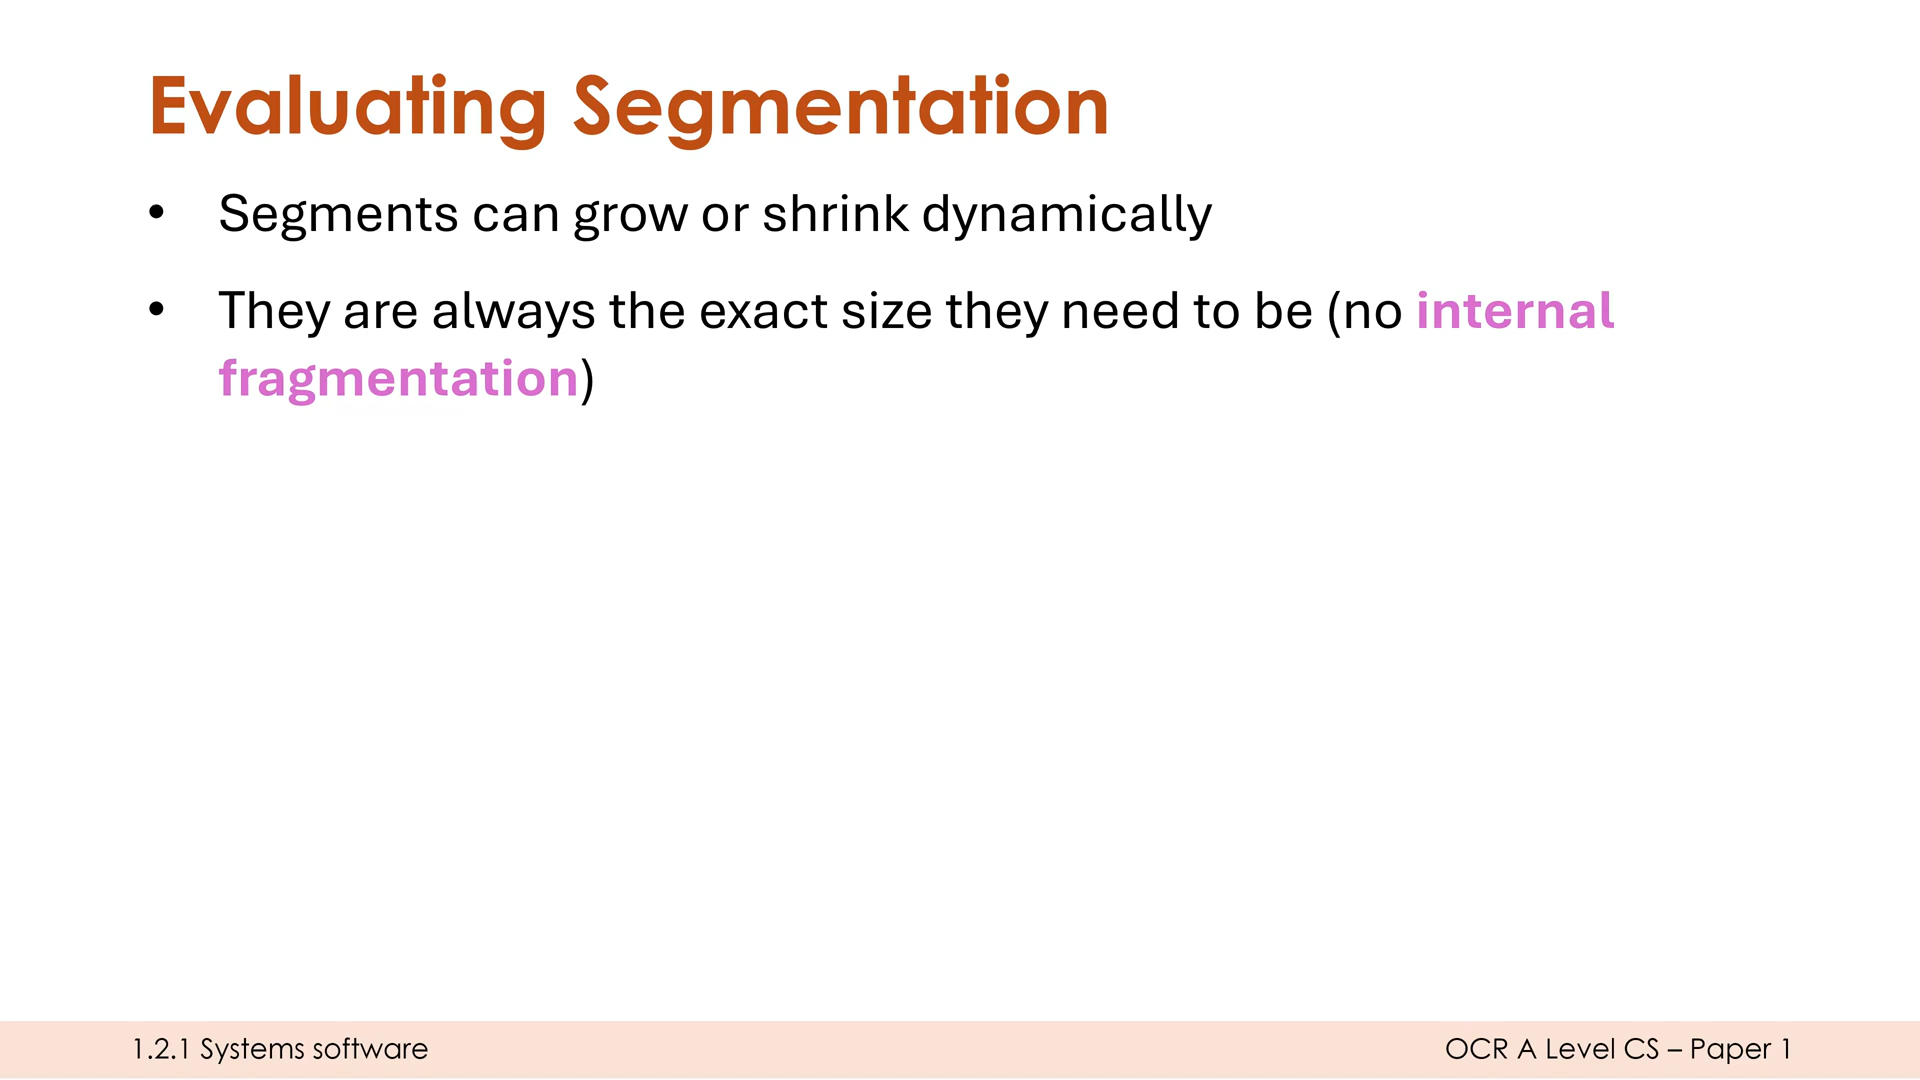 Evaluating Segmentation
• Segments can grow or shrink dynamically
• They are always the exact size they need to be (no internal
fragmentation)
1.2.1 Systems software
OCR A Level CS – Paper 1